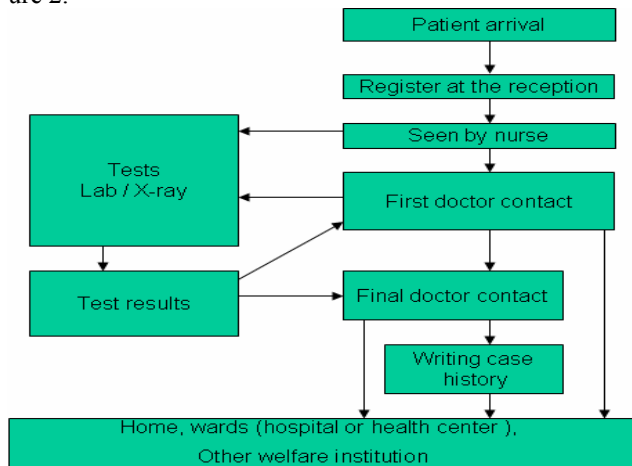 ure 2.
Patient arrival
Register at the reception
Seen by nurse
Tests
Lab / X-ray
First doctor contact
Test results
Final doctor contact
Writing case
history
Home, wards (hospital or health center ),
Other welfare institution